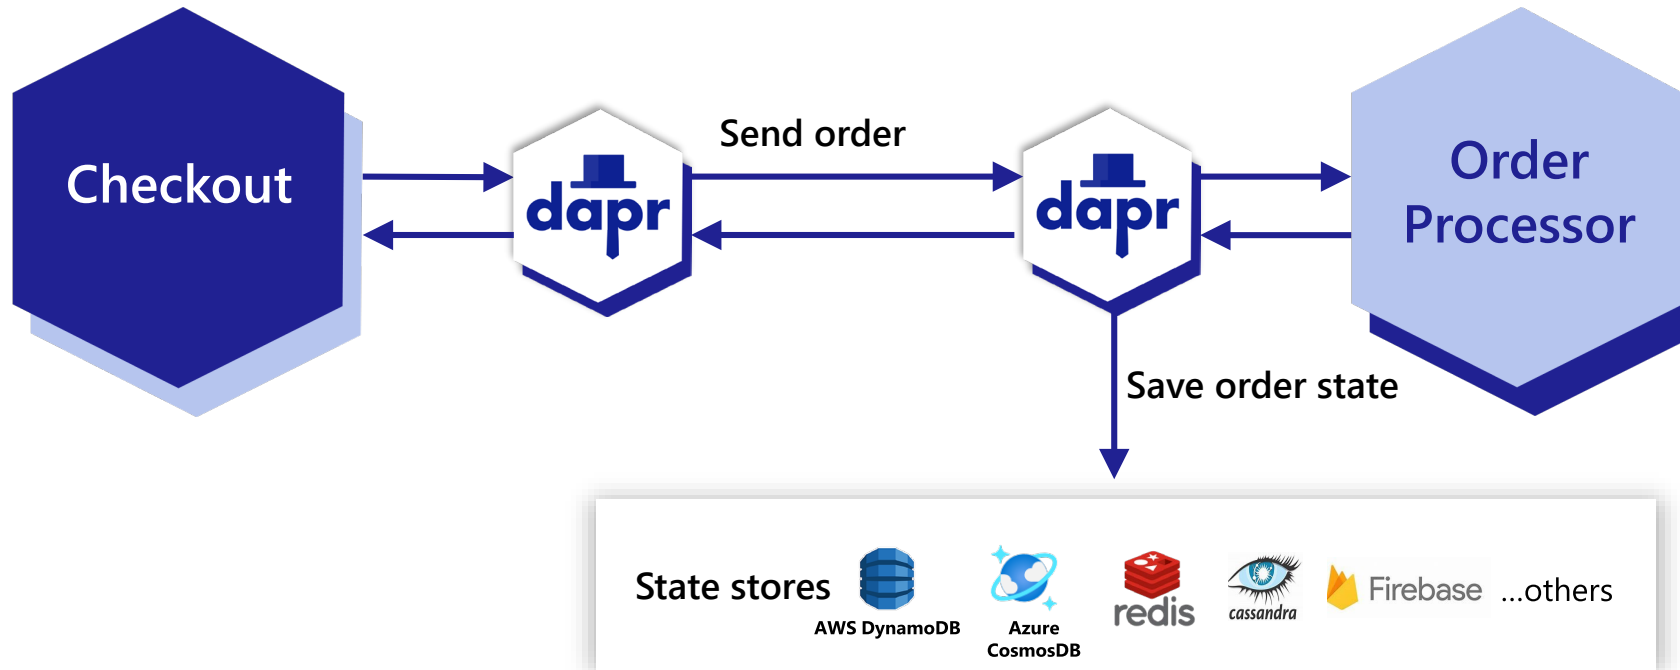 Checkout
dapr
Send order
dapr
Order
Processor
Save order state
State stores
AWS DynamoDB
Azure
CosmosDB
redis
cassandra
Firebase
...others